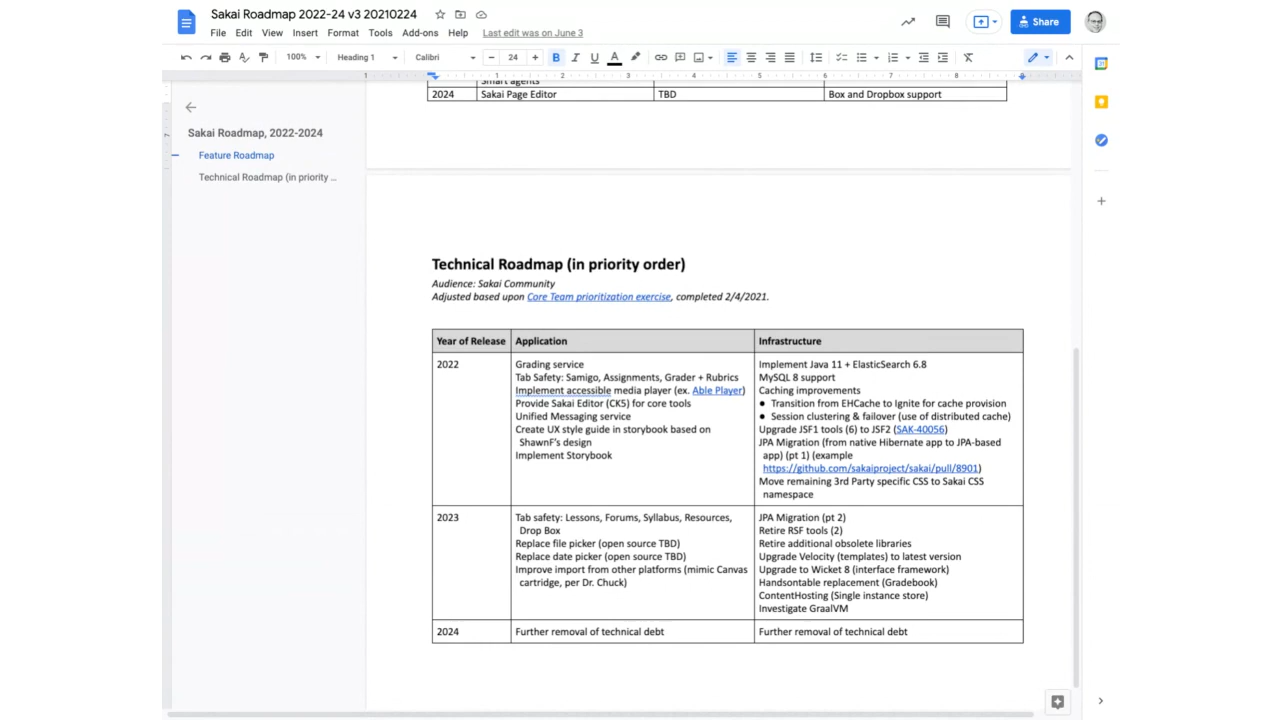 Sakai Roadmap 2022-24 v3 20210224
File Edit View Insert Format Tools Add-ons Help Last edit was on June 3
Share
100% Heading 1 Calibri 24 B I U A
1 1 2 3 4 5 6 7 8
Sakai Roadmap, 2022-2024
Feature Roadmap
Technical Roadmap (in priority ...
Smart agents
2024 Sakai Page Editor TBD Box and Dropbox support
Technical Roadmap (in priority order)
Audience: Sakai Community
Adjusted based upon Core Team prioritization exercise, completed 2/4/2021.
Year of Release Application Infrastructure
2022
Grading service
Tab Safety: Samigo, Assignments, Grader + Rubrics
Implement accessible media player (ex. Able Player)
Provide Sakai Editor (CK5) for core tools
Unified Messaging service
Create UX style guide in storybook based on
ShawnF's design
Implement Storybook
Implement Java 11 + ElasticSearch 6.8
MySQL 8 support
Caching improvements
● Transition from EHCache to Ignite for cache provision
● Session clustering & failover (use of distributed cache)
Upgrade JSF1 tools (6) to JSF2 (SAK-40056)
JPA Migration (from native Hibernate app to JPA-based
app) (pt 1) (example
https://github.com/sakaiproject/sakai/pull/8901)
Move remaining 3rd Party specific CSS to Sakai CSS
namespace
2023
Tab safety: Lessons, Forums, Syllabus, Resources,
Drop Box
Replace file picker (open source TBD)
Replace date picker (open source TBD)
Improve import from other platforms (mimic Canvas
cartridge, per Dr. Chuck)
JPA Migration (pt 2)
Retire RSF tools (2)
Retire additional obsolete libraries
Upgrade Velocity (templates) to latest version
Upgrade to Wicket 8 (interface framework)
Handsontable replacement (Gradebook)
ContentHosting (Single instance store)
Investigate GraalVM
2024 Further removal of technical debt Further removal of technical debt